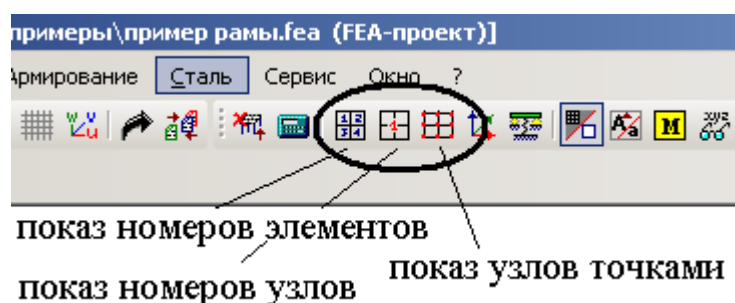 примеры\пример рамы.fea (FEA-проект)]
Армирование Сталь Сервис Окно ?
показ номеров элементов
показ номеров узлов
показ узлов точками